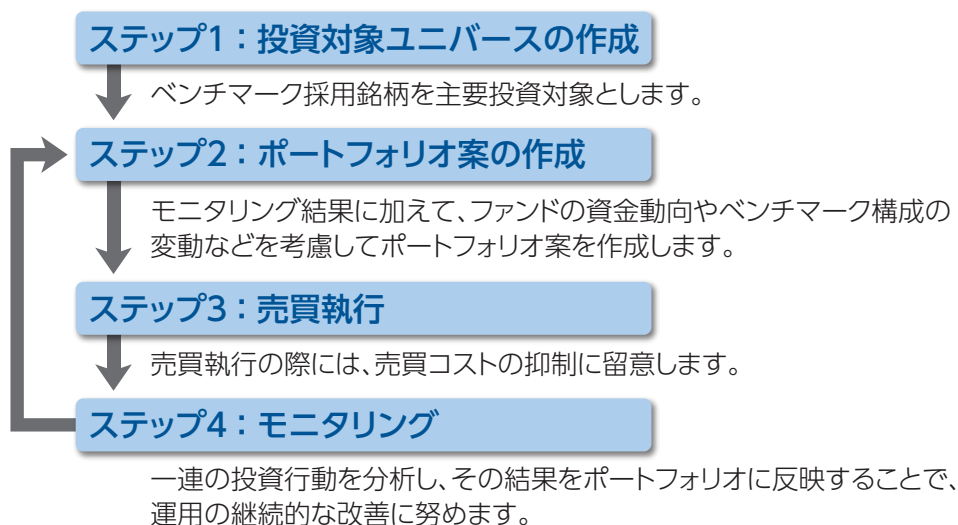 ステップ1：投資対象ユニバースの作成
ベンチマーク採用銘柄を主要投資対象とします。
ステップ2：ポートフォリオ案の作成
モニタリング結果に加えて、ファンドの資金動向やベンチマーク構成の
変動などを考慮してポートフォリオ案を作成します。
ステップ3：売買執行
売買執行の際には、売買コストの抑制に留意します。
ステップ4：モニタリング
一連の投資行動を分析し、その結果をポートフォリオに反映することで、
運用の継続的な改善に努めます。